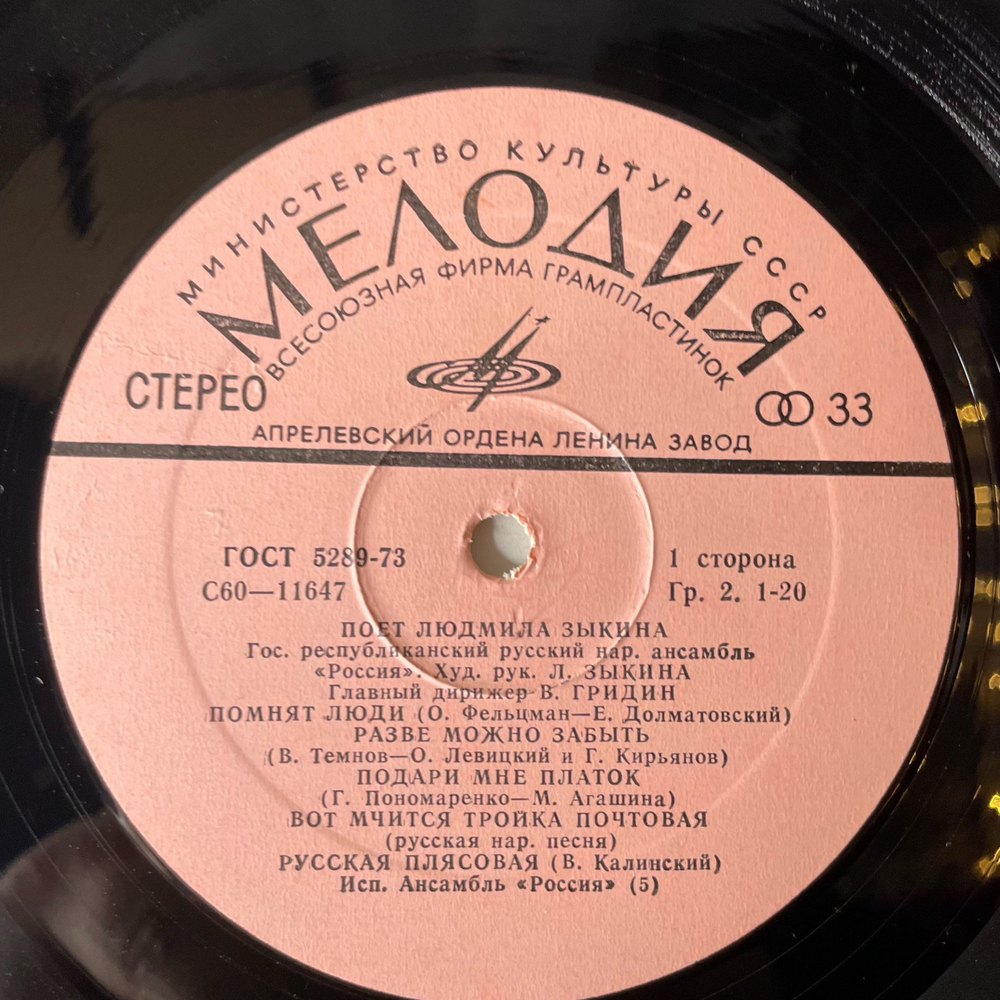 МИНИСТЕРСТВО КУЛЬТУРЫ СССР
МЕЛОДИЯ
ВСЕСОЮЗНАЯ ФИРМА ГРАМПЛАСТИНОК
СТЕРЕО
33
АПРЕЛЕВСКИЙ ОРДЕНА ЛЕНИНА ЗАВОД
ГОСТ 5289-73
1 сторона
С60—11647
Гр. 2. 1-20
ПОЕТ ЛЮДМИЛА ЗЫКИНА
Гос. республиканский русский нар. ансамбль
«Россия». Худ. рук. Л. ЗЫКИНА
Главный дирижер В. ГРИДИН
ПОМНЯТ ЛЮДИ (О. Фельцман—Е. Долматовский)
РАЗВЕ МОЖНО ЗАБЫТЬ
(В. Темнов—О. Левицкий и Г. Кирьянов)
ПОДАРИ МНЕ ПЛАТОК
(Г. Пономаренко—М. Агашина)
ВОТ МЧИТСЯ ТРОЙКА ПОЧТОВАЯ
(русская нар. песня)
РУССКАЯ ПЛЯСОВАЯ (В. Калинский)
Исп. Ансамбль «Россия» (5)